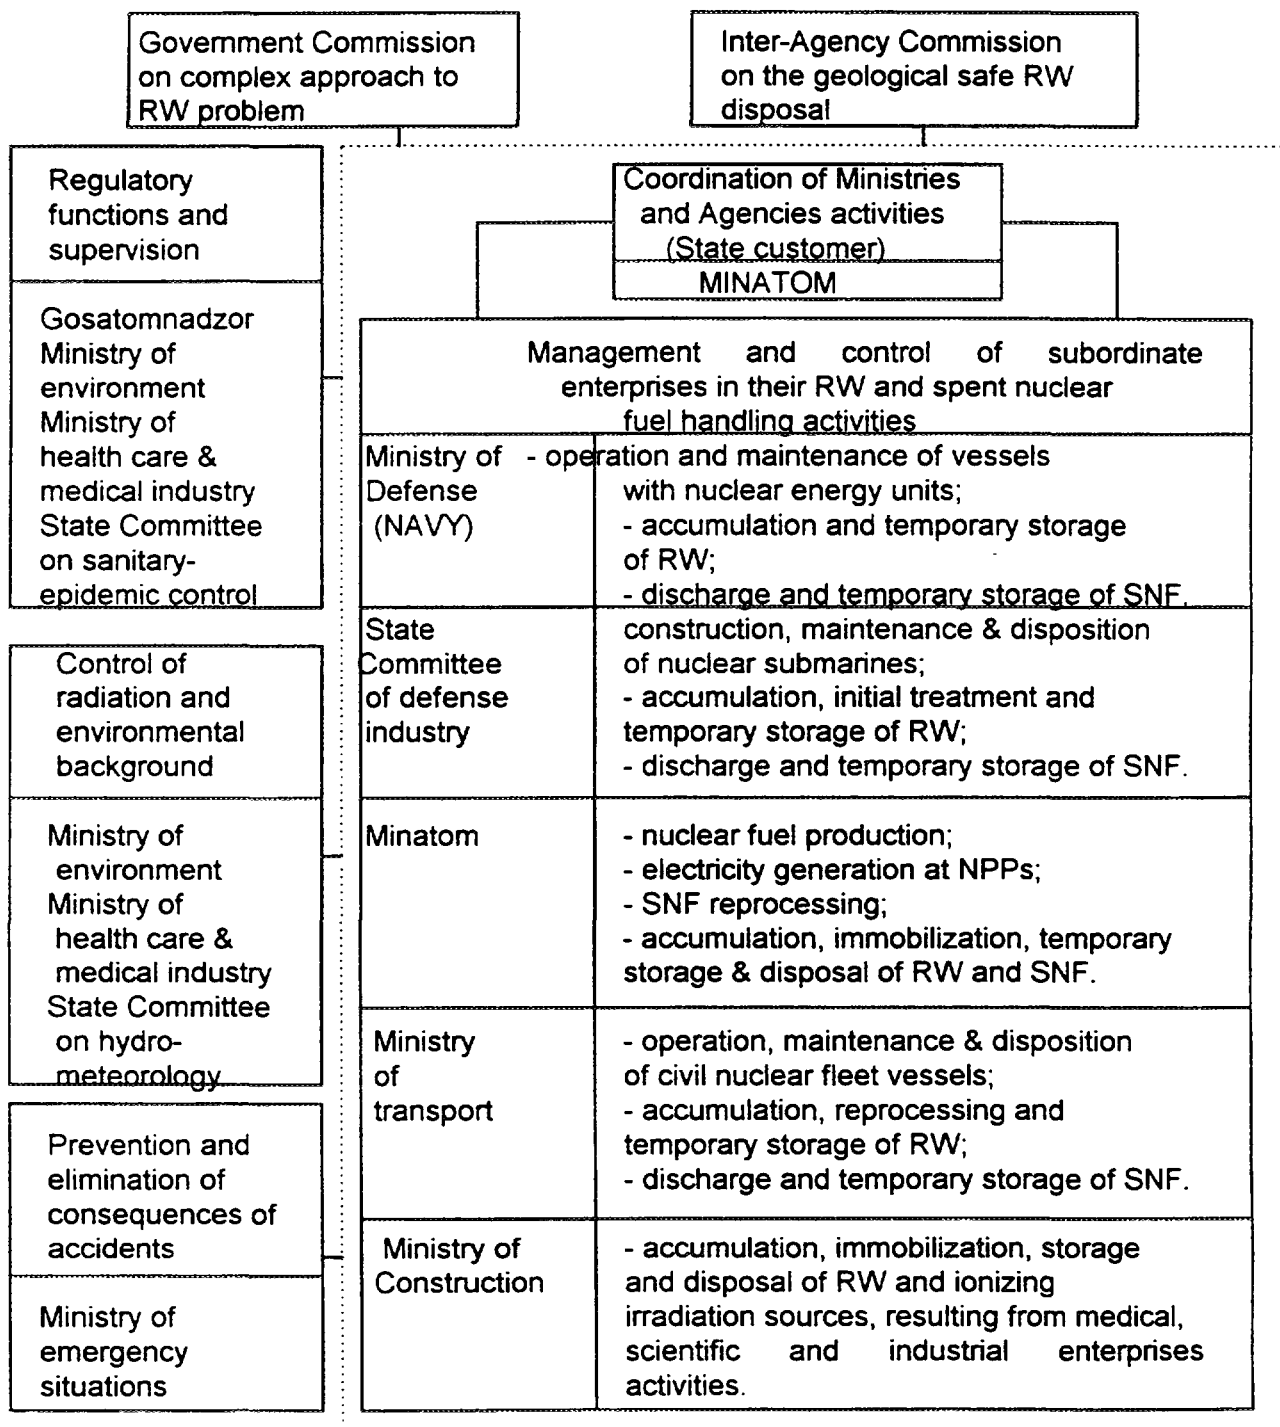 Government Commission
on complex approach to
RW problem
Inter-Agency Commission
on the geological safe RW
disposal
Regulatory
functions and
supervision
Gosatomnadzor
Ministry of
environment
Ministry of
health care &
medical industry
State Committee
on sanitary-
epidemic control
Control of
radiation and
environmental
background
Ministry of
environment
Ministry of
health care &
medical industry
State Committee
on hydro-
meteorology
Prevention and
elimination of
consequences of
accidents
Ministry of
emergency
situations
Coordination of Ministries
and Agencies activities
(State customer)
MINATOM
Management and control of subordinate
enterprises in their RW and spent nuclear
fuel handling activities
Ministry of
Defense
(NAVY)
- operation and maintenance of vessels
with nuclear energy units;
- accumulation and temporary storage
of RW;
- discharge and temporary storage of SNF.
State
Committee
of defense
industry
construction, maintenance & disposition
of nuclear submarines;
- accumulation, initial treatment and
temporary storage of RW;
- discharge and temporary storage of SNF.
Minatom
- nuclear fuel production;
- electricity generation at NPPs;
- SNF reprocessing;
- accumulation, immobilization, temporary
storage & disposal of RW and SNF.
Ministry
of
transport
- operation, maintenance & disposition
of civil nuclear fleet vessels;
- accumulation, reprocessing and
temporary storage of RW;
- discharge and temporary storage of SNF.
Ministry of
Construction
- accumulation, immobilization, storage
and disposal of RW and ionizing
irradiation sources, resulting from medical,
scientific and industrial enterprises
activities.